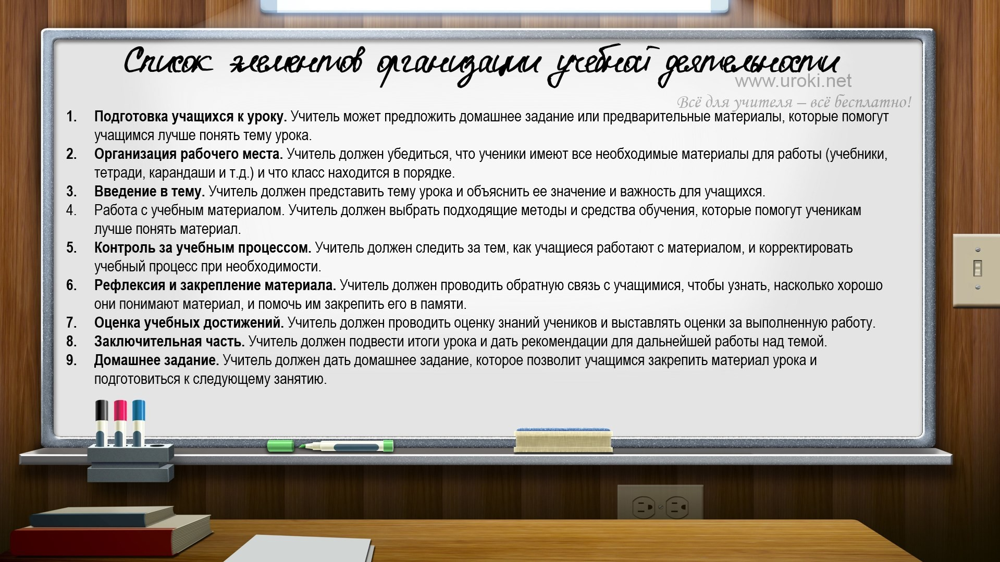 Список элементов организации учебной деятельности
www.uroki.net
Всё для учителя – всё бесплатно!
1. Подготовка учащихся к уроку. Учитель может предложить домашнее задание или предварительные материалы, которые помогут
учащимся лучше понять тему урока.
2. Организация рабочего места. Учитель должен убедиться, что ученики имеют все необходимые материалы для работы (учебники,
тетради, карандаши и т.д.) и что класс находится в порядке.
3. Введение в тему. Учитель должен представить тему урока и объяснить ее значение и важность для учащихся.
4. Работа с учебным материалом. Учитель должен выбрать подходящие методы и средства обучения, которые помогут ученикам
лучше понять материал.
5. Контроль за учебным процессом. Учитель должен следить за тем, как учащиеся работают с материалом, и корректировать
учебный процесс при необходимости.
6. Рефлексия и закрепление материала. Учитель должен проводить обратную связь с учащимися, чтобы узнать, насколько хорошо
они понимают материал, и помочь им закрепить его в памяти.
7. Оценка учебных достижений. Учитель должен проводить оценку знаний учеников и выставлять оценки за выполненную работу.
8. Заключительная часть. Учитель должен подвести итоги урока и дать рекомендации для дальнейшей работы над темой.
9. Домашнее задание. Учитель должен дать домашнее задание, которое позволит учащимся закрепить материал урока и
подготовиться к следующему занятию.